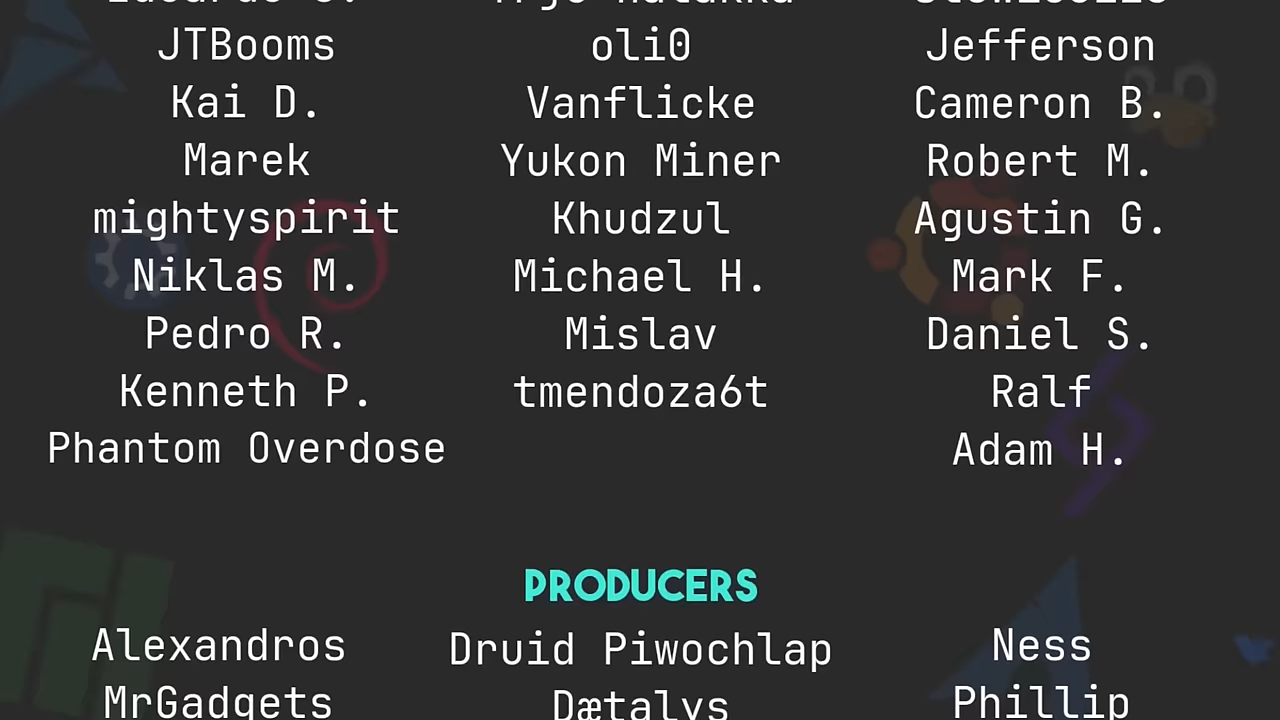 JTBooms oli0 Jefferson
Kai D. Vanflicke Cameron B.
Marek Yukon Miner Robert M.
mightyspirit Khudzul Agustin G.
Niklas M. Michael H. Mark F.
Pedro R. Mislav Daniel S.
Kenneth P. tmendoza6t Ralf
Phantom Overdose Adam H.
PRODUCERS
Alexandros Druid Piwochlap Ness
MrGadgets Dætalys Phillip